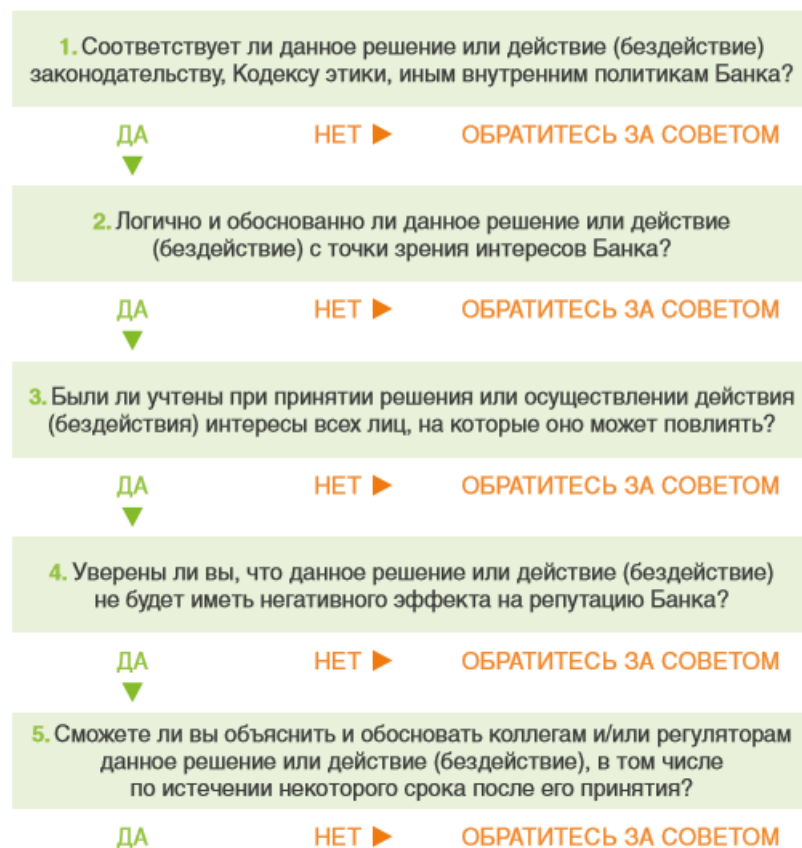 1. Соответствует ли данное решение или действие (бездействие)
законодательству, Кодексу этики, иным внутренним политикам Банка?
ДА НЕТ ▶ ОБРАТИТЕСЬ ЗА СОВЕТОМ
2. Логично и обоснованно ли данное решение или действие
(бездействие) с точки зрения интересов Банка?
ДА НЕТ ▶ ОБРАТИТЕСЬ ЗА СОВЕТОМ
3. Были ли учтены при принятии решения или осуществлении действия
(бездействия) интересы всех лиц, на которые оно может повлиять?
ДА НЕТ ▶ ОБРАТИТЕСЬ ЗА СОВЕТОМ
4. Уверены ли вы, что данное решение или действие (бездействие)
не будет иметь негативного эффекта на репутацию Банка?
ДА НЕТ ▶ ОБРАТИТЕСЬ ЗА СОВЕТОМ
5. Сможете ли вы объяснить и обосновать коллегам и/или регуляторам
данное решение или действие (бездействие), в том числе
по истечении некоторого срока после его принятия?
ДА НЕТ ▶ ОБРАТИТЕСЬ ЗА СОВЕТОМ